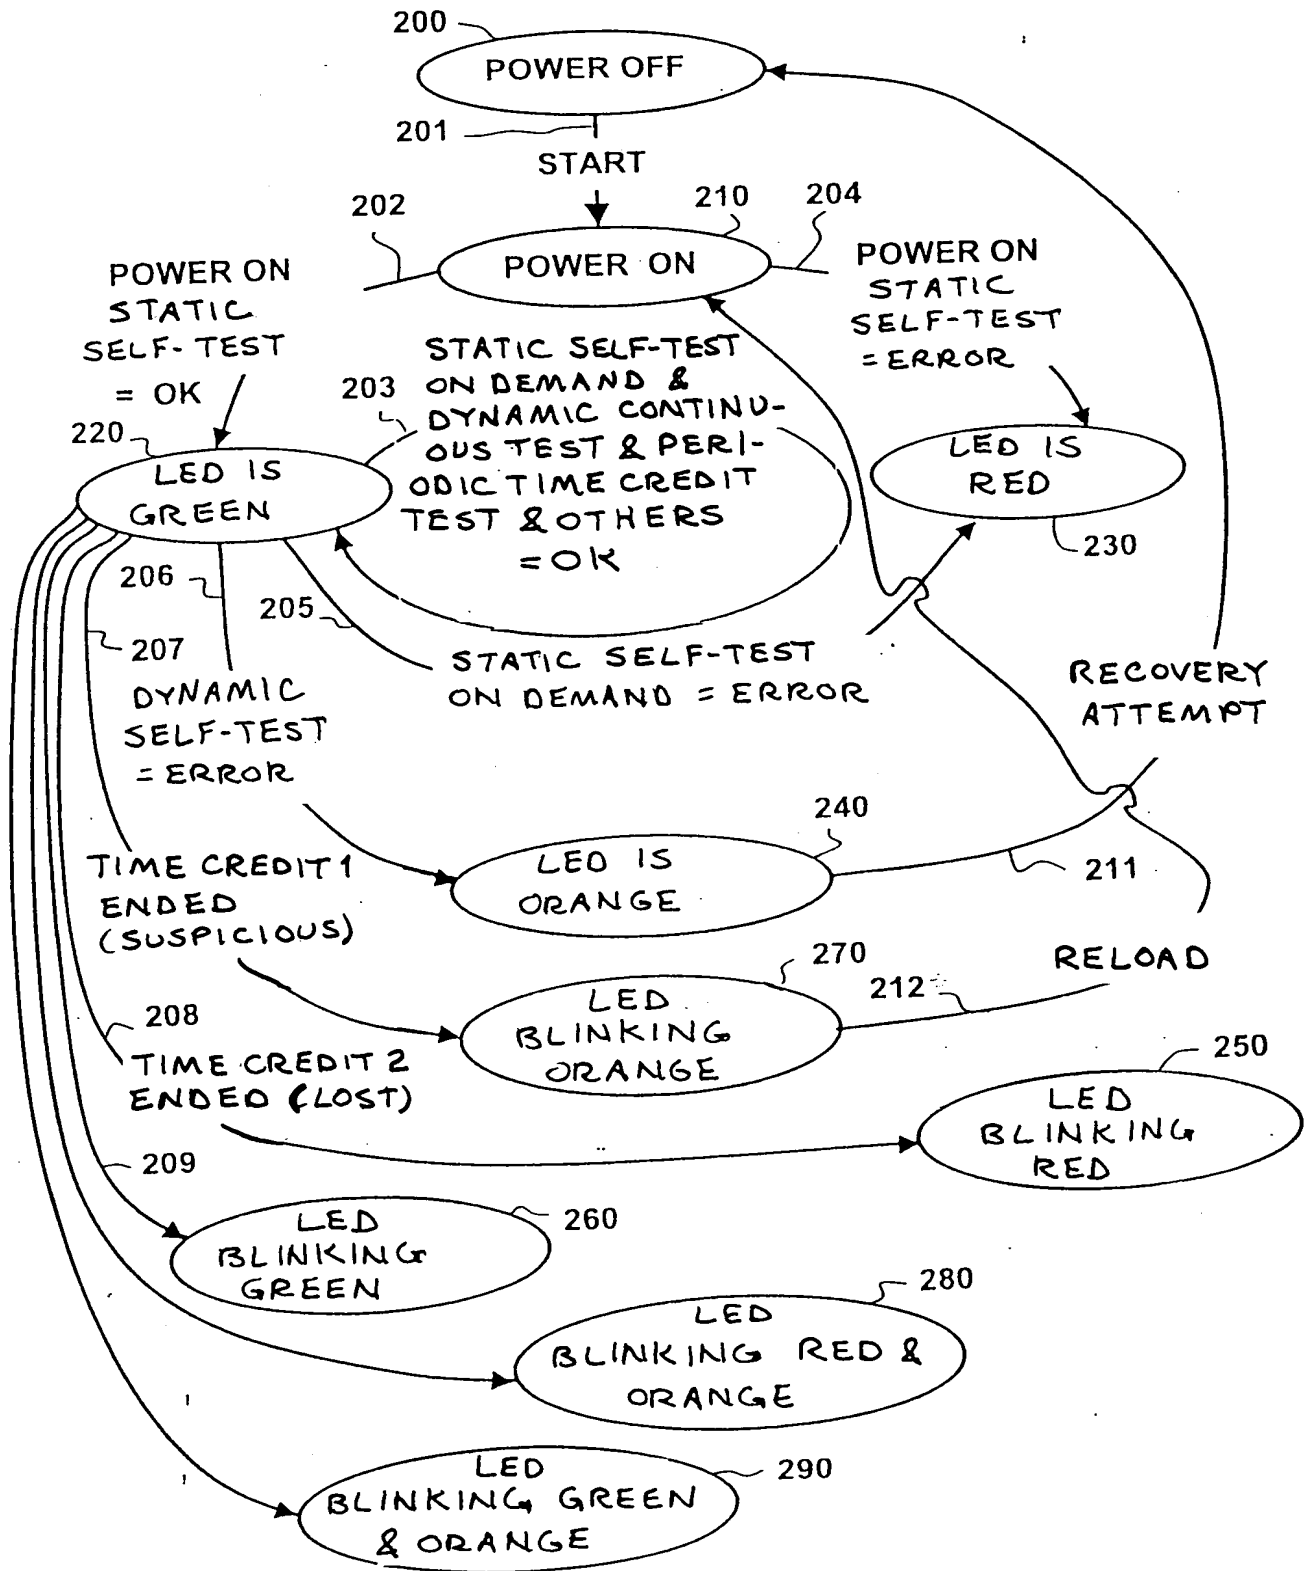 200
POWER OFF
201
START
202
210
204
POWER ON
POWER ON
STATIC
SELF-TEST
= OK
POWER ON
STATIC
SELF-TEST
= ERROR
203
STATIC SELF-TEST
ON DEMAND &
DYNAMIC CONTINU-
OUS TEST & PERI-
ODIC TIME CREDIT
TEST & OTHERS
= OK
220
LED IS
GREEN
LED IS
RED
230
206
205
207
STATIC SELF-TEST
ON DEMAND = ERROR
DYNAMIC
SELF-TEST
= ERROR
RECOVERY
ATTEMPT
240
LED IS
ORANGE
211
TIME CREDIT 1
ENDED
(SUSPICIOUS)
270
LED
BLINKING
ORANGE
212
RELOAD
208
TIME CREDIT 2
ENDED (LOST)
250
LED
BLINKING
RED
209
LED
BLINKING
GREEN
260
280
LED
BLINKING RED &
ORANGE
LED
BLINKING GREEN
& ORANGE
290